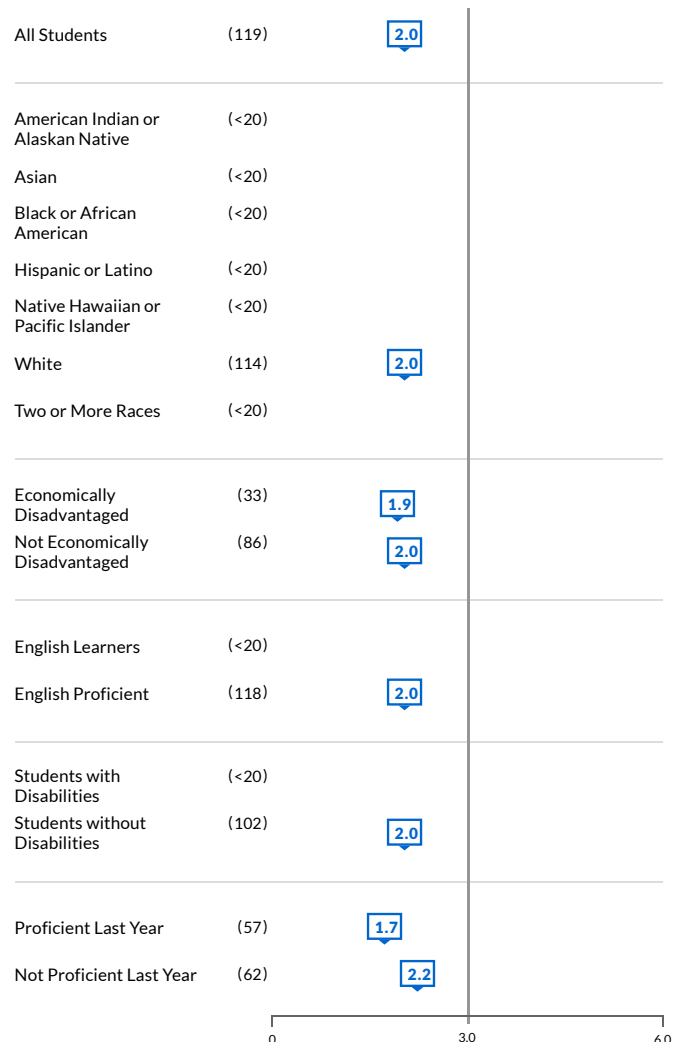 All Students (119) 2.0
American Indian or (<20)
Alaskan Native
Asian (<20)
Black or African (<20)
American
Hispanic or Latino (<20)
Native Hawaiian or (<20)
Pacific Islander
White (114) 2.0
Two or More Races (<20)
Economically (33) 1.9
Disadvantaged
Not Economically (86) 2.0
Disadvantaged
English Learners (<20)
English Proficient (118) 2.0
Students with (<20)
Disabilities
Students without (102) 2.0
Disabilities
Proficient Last Year (57) 1.7
Not Proficient Last Year (62) 2.2
0 3.0 6.0